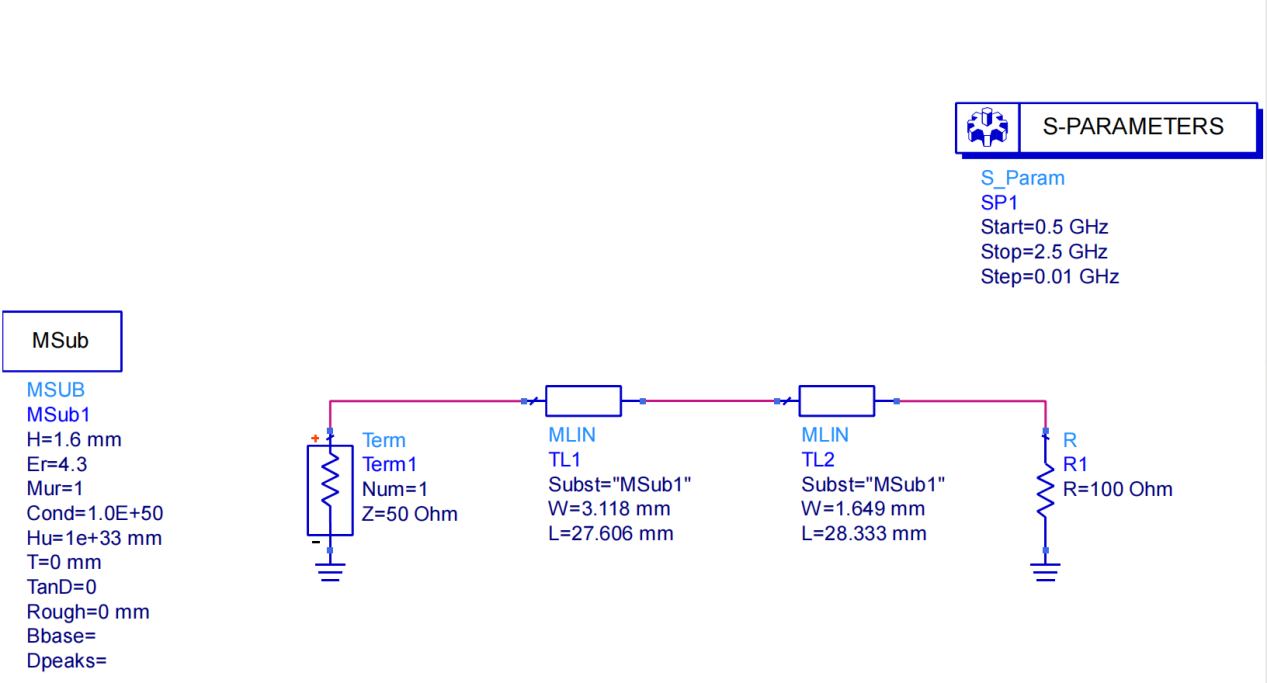 S-PARAMETERS
S_Param
SP1
Start=0.5 GHz
Stop=2.5 GHz
Step=0.01 GHz
MSub
MSUB
MSub1
H=1.6 mm
Er=4.3
Mur=1
Cond=1.0E+50
Hu=1e+33 mm
T=0 mm
TanD=0
Rough=0 mm
Bbase=
Dpeaks=
+
-
Term
Term1
Num=1
Z=50 Ohm
MLIN
TL1
Subst="MSub1"
W=3.118 mm
L=27.606 mm
MLIN
TL2
Subst="MSub1"
W=1.649 mm
L=28.333 mm
R
R1
R=100 Ohm